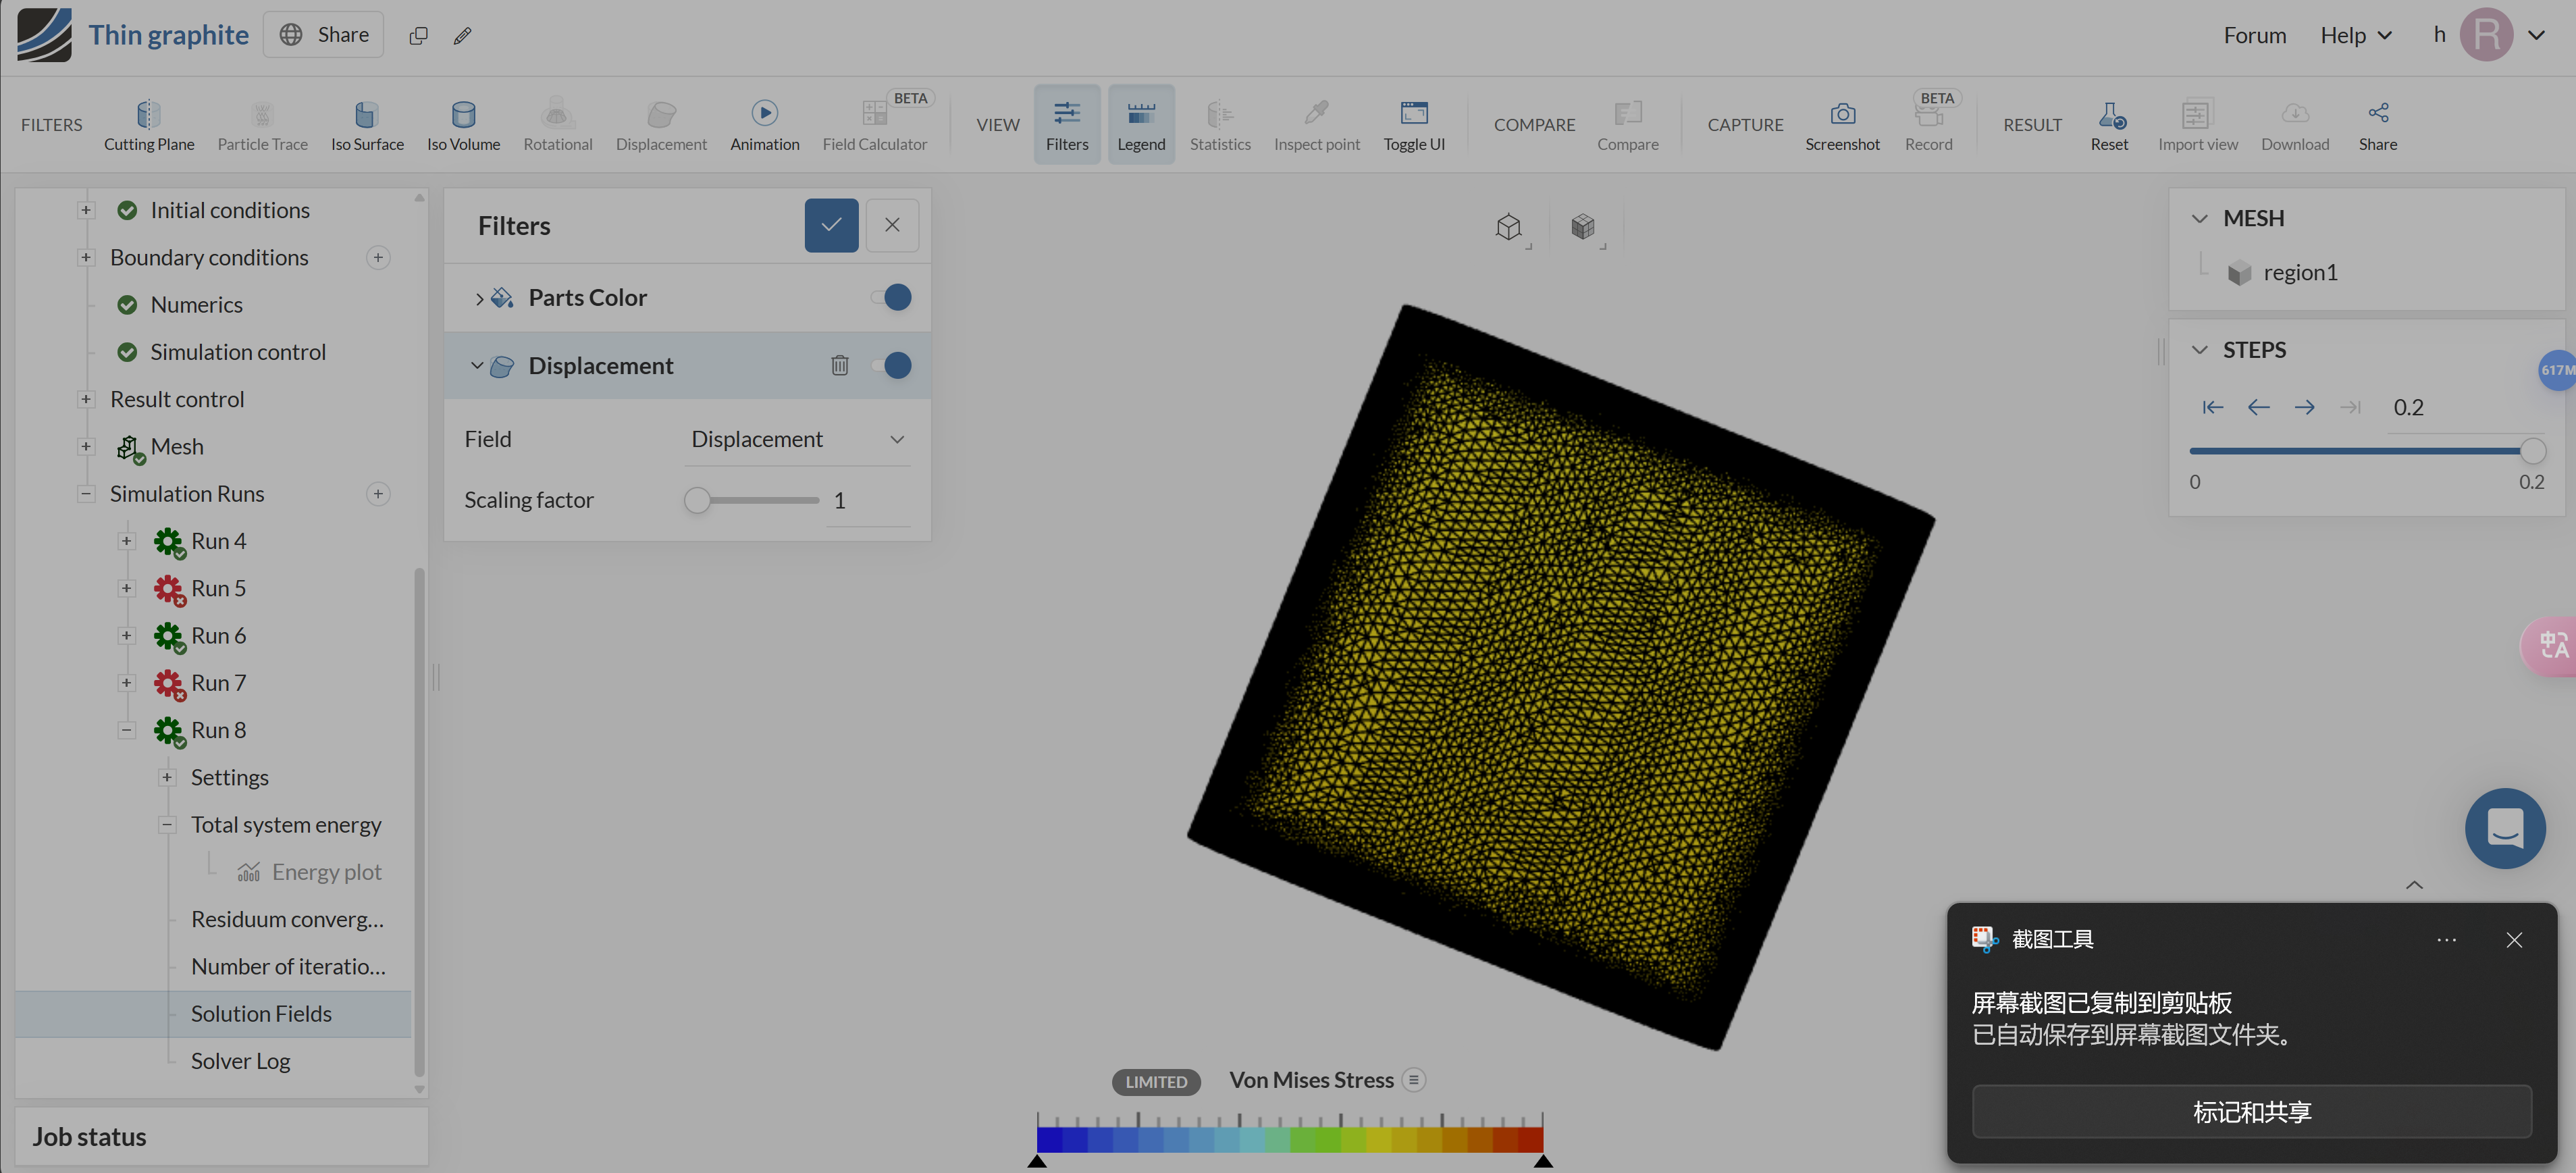 Thin graphite
Share
Forum
Help
h
R
FILTERS
Cutting Plane
Particle Trace
Iso Surface
Iso Volume
Rotational
Displacement
Animation
BETA
Field Calculator
VIEW
Filters
Legend
Statistics
Inspect point
Toggle UI
COMPARE
Compare
CAPTURE
Screenshot
BETA
Record
RESULT
Reset
Import view
Download
Share
Initial conditions
Boundary conditions
Numerics
Simulation control
Result control
Mesh
Simulation Runs
Run 4
Run 5
Run 6
Run 7
Run 8
Settings
Total system energy
Energy plot
Residuum converg...
Number of iteratio...
Solution Fields
Solver Log
Job status
Filters
Parts Color
Displacement
Field
Displacement
Scaling factor
1
LIMITED
Von Mises Stress
MESH
region1
STEPS
0.2
0
0.2
617M
中A
截图工具
屏幕截图已复制到剪贴板
已自动保存到屏幕截图文件夹。
标记和共享